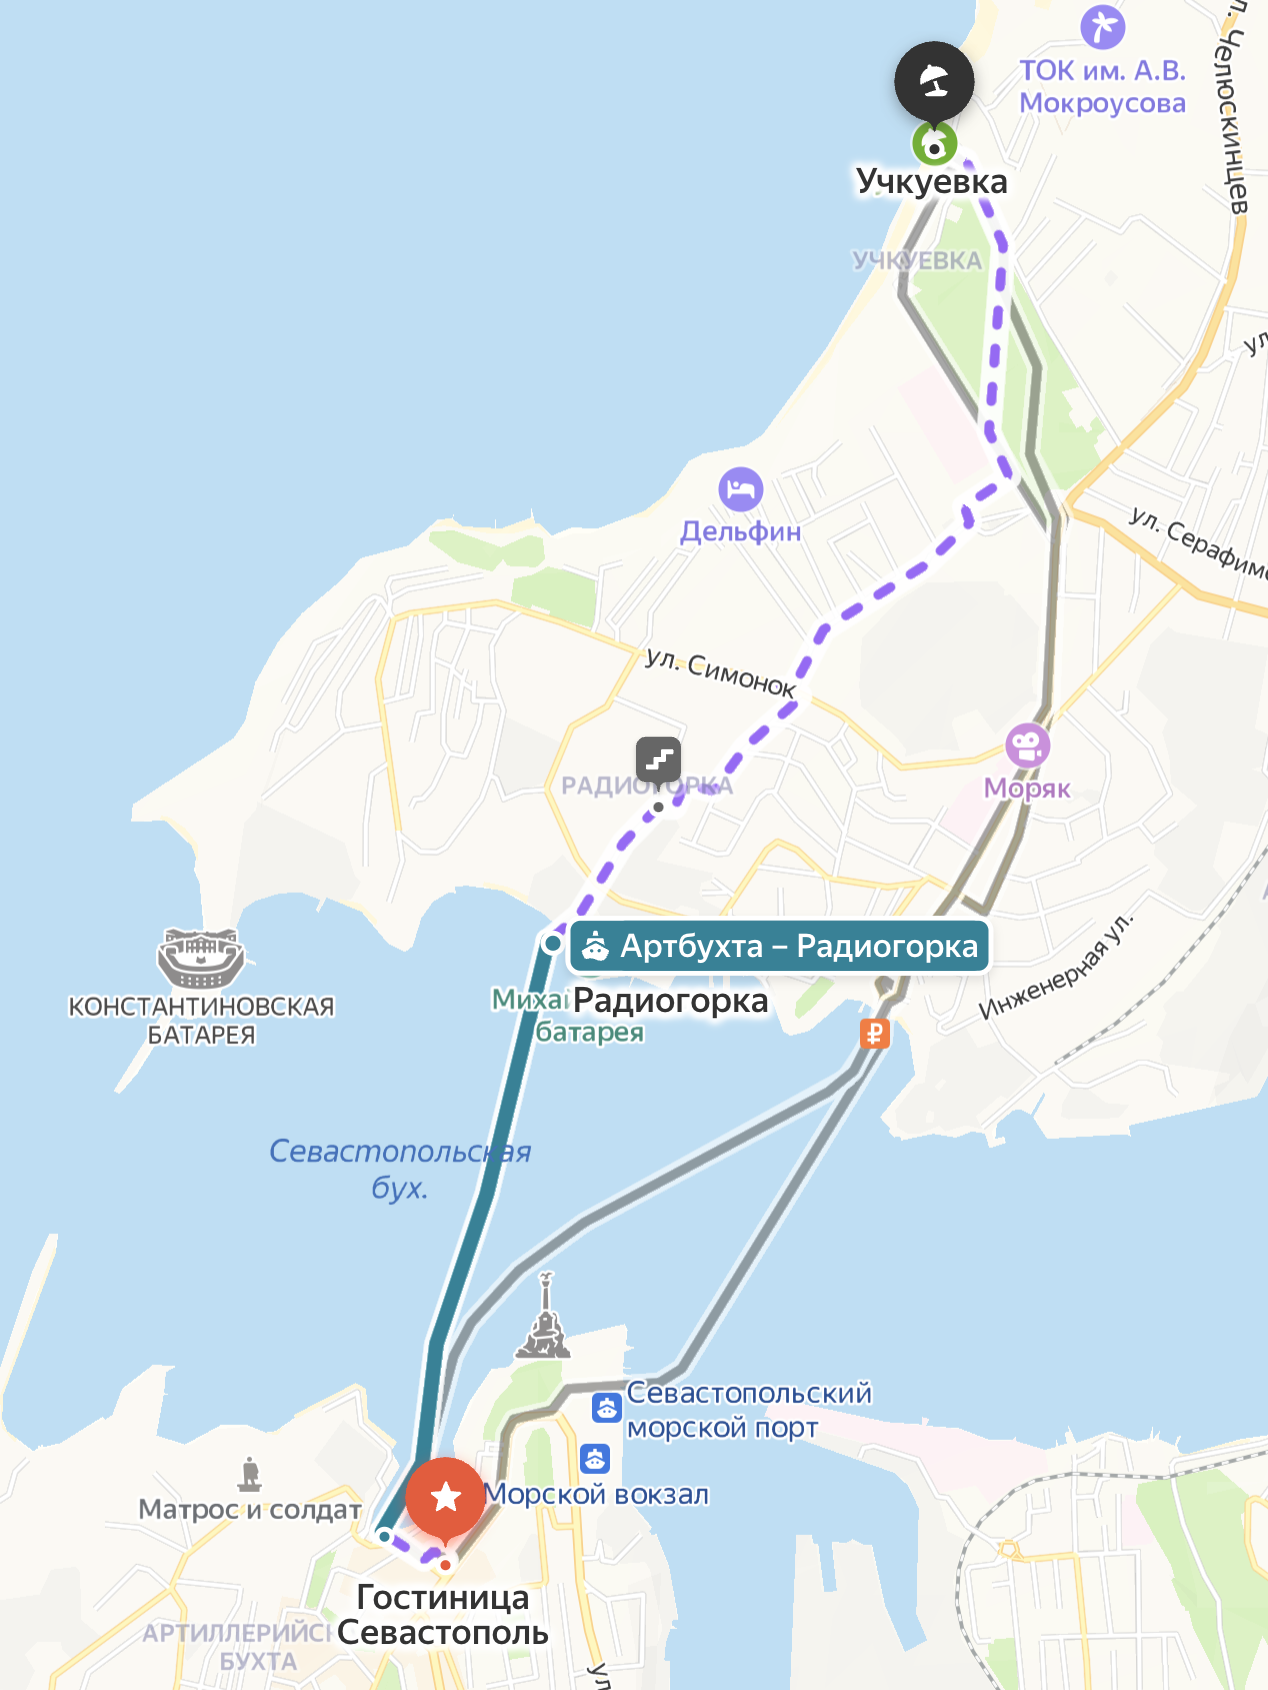 ТОК им. А.В.
Мокроусова
Челюскинцев
Учкуевка
УЧКУЕВКА
ул. Серафимо
Дельфин
ул. Симонок
РАДИОГОРКА
Моряк
Инженерная ул.
Артбухта – Радиогорка
Радиогорка
батарея
КОНСТАНТИНОВСКАЯ
БАТАРЕЯ
Севастопольская
бух.
Севастопольский
морской порт
Морской вокзал
Матрос и солдат
Гостиница
Севастополь
БУХТА
ул.